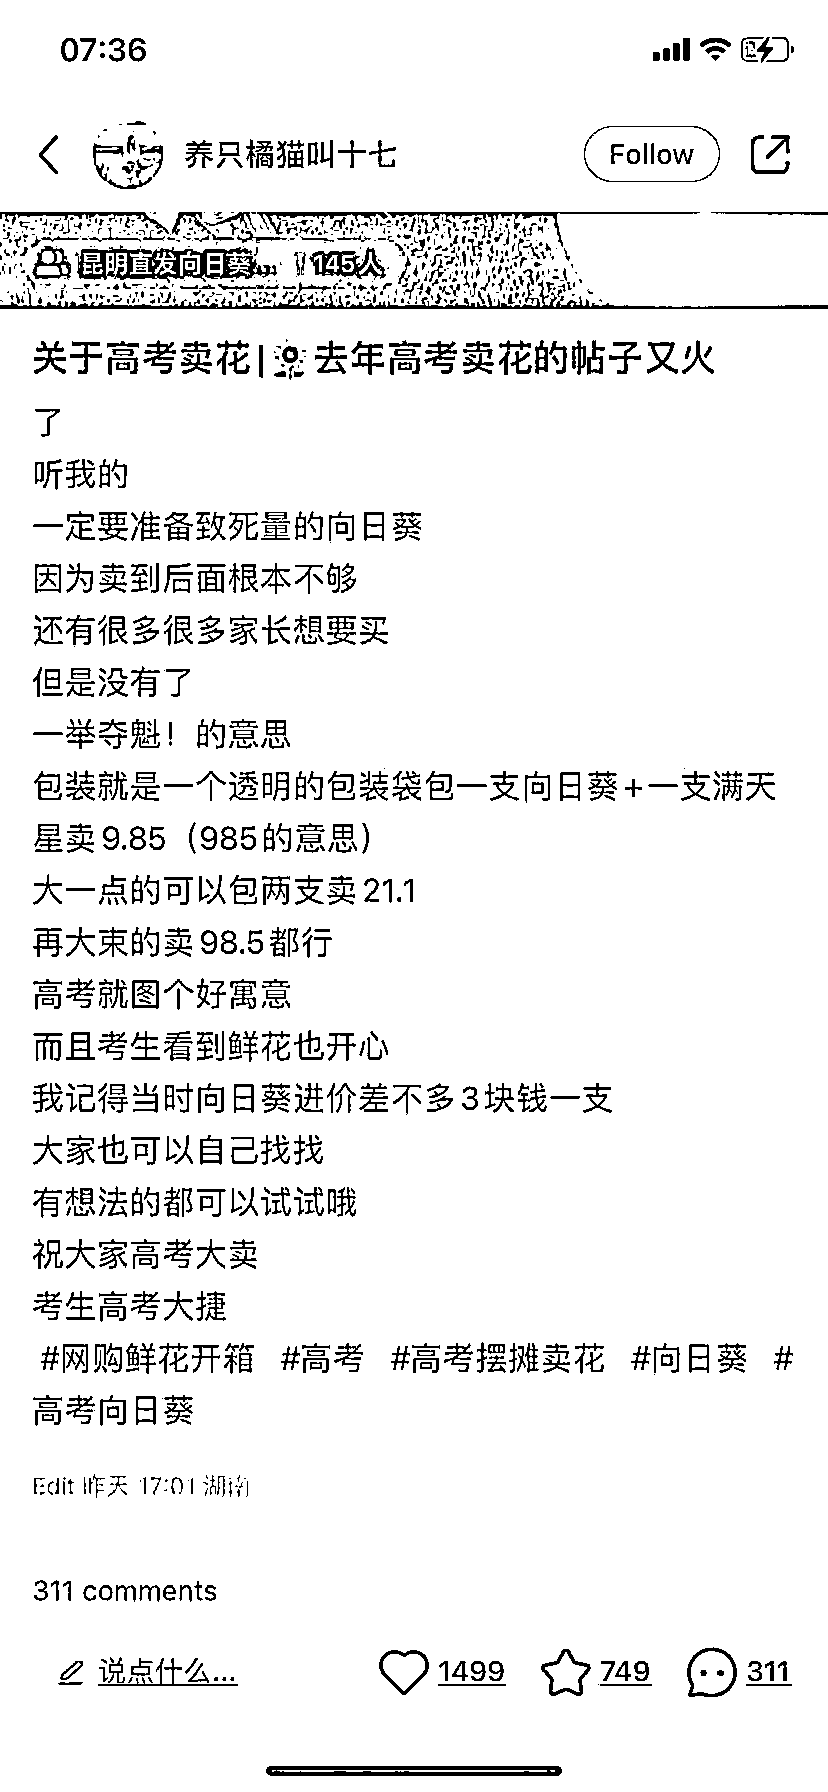 07:36
养只橘猫叫十七
Follow
昆明直发向日葵... 145人
关于高考卖花|🌻去年高考卖花的帖子又火
了
听我的
一定要准备致死量的向日葵
因为卖到后面根本不够
还有很多很多家长想要买
但是没有了
一举夺魁！的意思
包装就是一个透明的包装袋包一支向日葵+一支满天
星卖9.85（985的意思）
大一点的可以包两支卖21.1
再大束的卖98.5都行
高考就图个好寓意
而且考生看到鲜花也开心
我记得当时向日葵进价差不多3块钱一支
大家也可以自己找找
有想法的都可以试试哦
祝大家高考大卖
考生高考大捷
#网购鲜花开箱 #高考 #高考摆摊卖花 #向日葵 #
高考向日葵
Edit 昨天 17:01 湖南
311 comments
说点什么... 1499 749 311